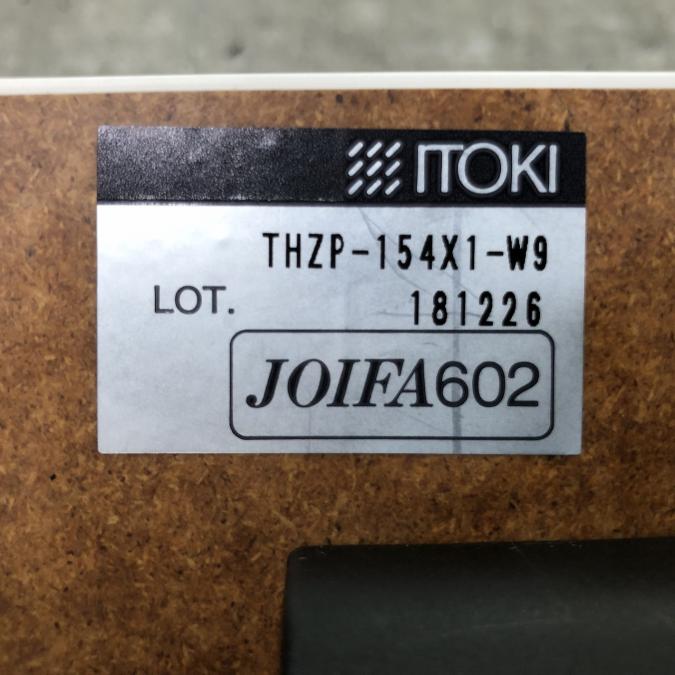 ITOKI
THZP-154X1-W9
LOT. 181226
JOIFA602